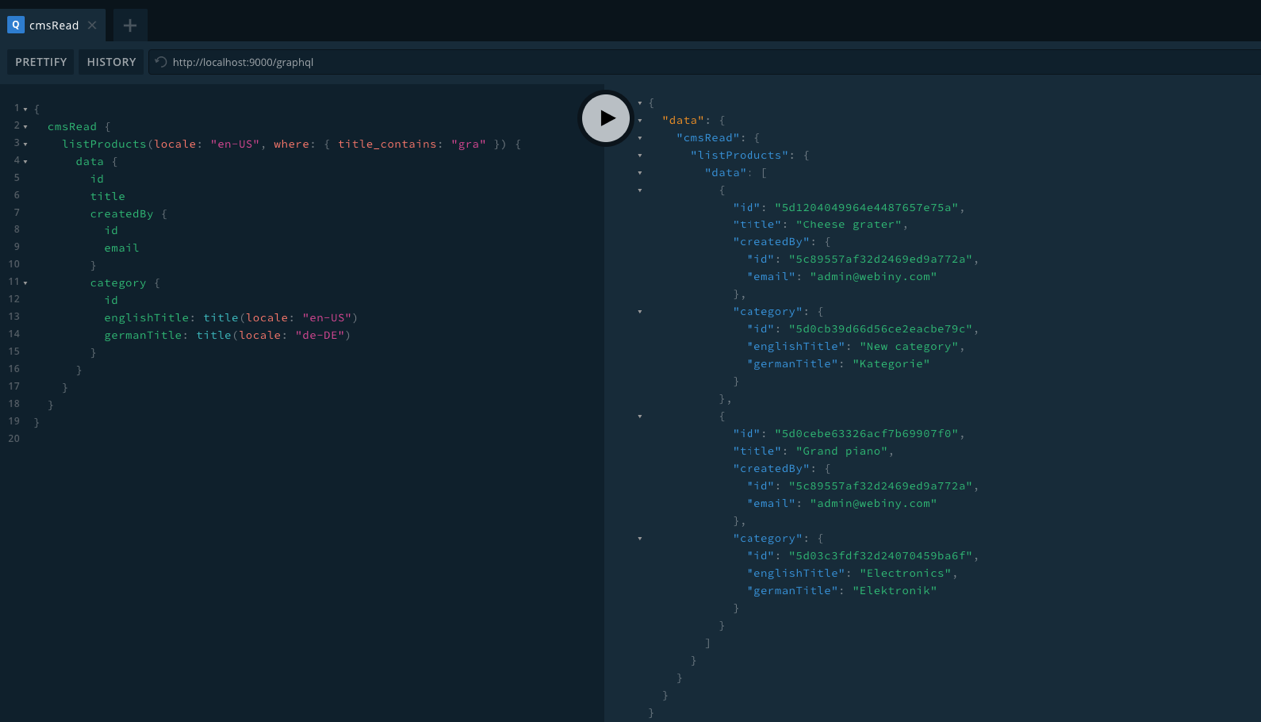 Q cmsRead × +
PRETTIFY HISTORY http://localhost:9000/graphql
1 {
2 cmsRead {
3 listProducts(locale: "en-US", where: { title_contains: "gra" }) {
4 data {
5 id
6 title
7 createdBy {
8 id
9 email
10 }
11 category {
12 id
13 englishTitle: title(locale: "en-US")
14 germanTitle: title(locale: "de-DE")
15 }
16 }
17 }
18 }
19 }
20
{
"data": {
"cmsRead": {
"listProducts": {
"data": [
{
"id": "5d1204049964e4487657e75a",
"title": "Cheese grater",
"createdBy": {
"id": "5c89557af32d2469ed9a772a",
"email": "admin@webiny.com"
},
"category": {
"id": "5d0cb39d66d56ce2eacbe79c",
"englishTitle": "New category",
"germanTitle": "Kategorie"
}
},
{
"id": "5d0cebe63326acf7b69907f0",
"title": "Grand piano",
"createdBy": {
"id": "5c89557af32d2469ed9a772a",
"email": "admin@webiny.com"
},
"category": {
"id": "5d03c3fdf32d24070459ba6f",
"englishTitle": "Electronics",
"germanTitle": "Elektronik"
}
}
]
}
}
}
}